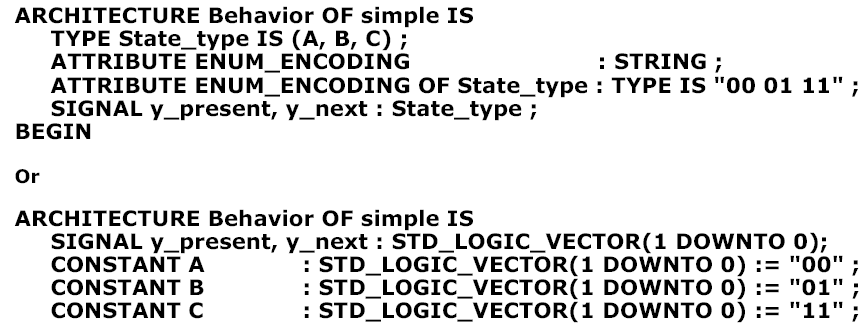 ARCHITECTURE Behavior OF simple IS
TYPE State_type IS (A, B, C) ;
ATTRIBUTE ENUM_ENCODING : STRING ;
ATTRIBUTE ENUM_ENCODING OF State_type : TYPE IS "00 01 11" ;
SIGNAL y_present, y_next : State_type ;
BEGIN
Or
ARCHITECTURE Behavior OF simple IS
SIGNAL y_present, y_next : STD_LOGIC_VECTOR(1 DOWNTO 0);
CONSTANT A : STD_LOGIC_VECTOR(1 DOWNTO 0) := "00" ;
CONSTANT B : STD_LOGIC_VECTOR(1 DOWNTO 0) := "01" ;
CONSTANT C : STD_LOGIC_VECTOR(1 DOWNTO 0) := "11" ;